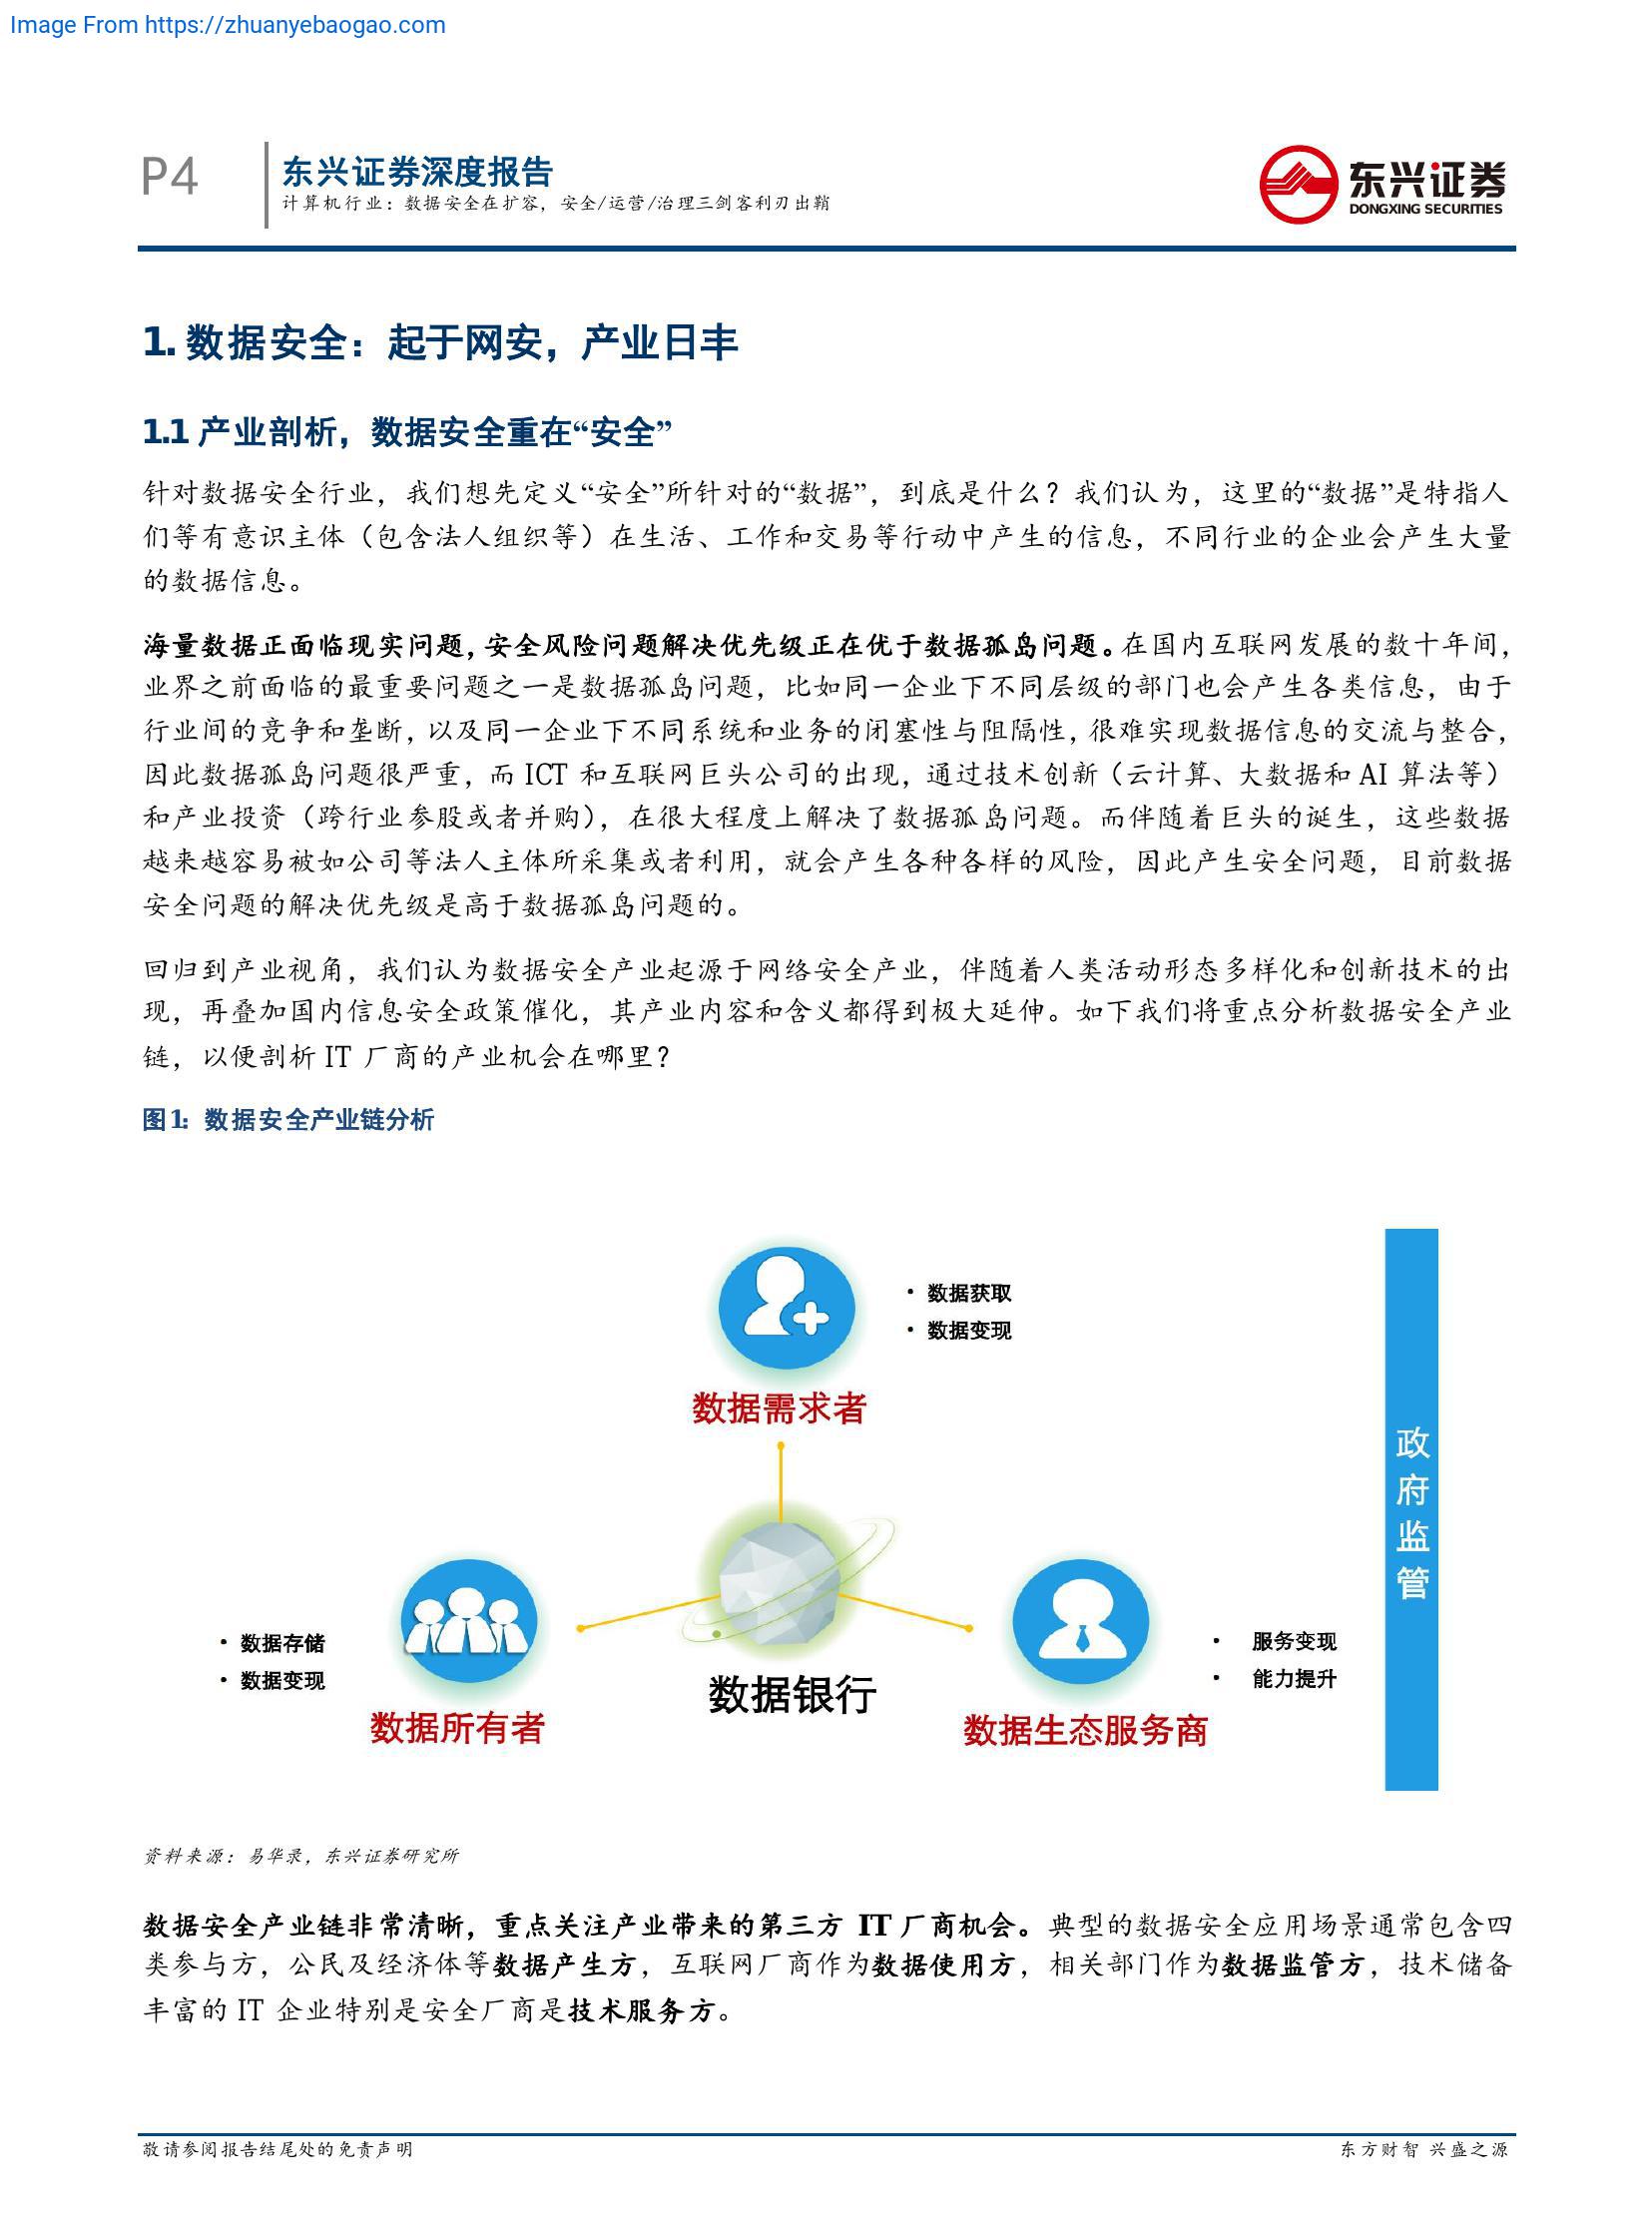 Image From https://zhuanyebaogao.com
P4
东兴证券深度报告
计算机行业：数据安全在扩容，安全/运营/治理三剑客利刃出鞘
东兴证券
DONGXING SECURITIES
1. 数据安全：起于网安，产业日丰
1.1 产业剖析，数据安全重在“安全”
针对数据安全行业，我们想先定义“安全”所针对的“数据”，到底是什么？我们认为，这里的“数据”是特指人
们等有意识主体（包含法人组织等）在生活、工作和交易等行动中产生的信息，不同行业的企业会产生大量
的数据信息。
海量数据正面临现实问题，安全风险问题解决优先级正在优于数据孤岛问题。在国内互联网发展的数十年间，
业界之前面临的最重要问题之一是数据孤岛问题，比如同一企业下不同层级的部门也会产生各类信息，由于
行业间的竞争和垄断，以及同一企业下不同系统和业务的闭塞性与阻隔性，很难实现数据信息的交流与整合，
因此数据孤岛问题很严重，而 ICT 和互联网巨头公司的出现，通过技术创新（云计算、大数据和 AI 算法等）
和产业投资（跨行业参股或者并购），在很大程度上解决了数据孤岛问题。而伴随着巨头的诞生，这些数据
越来越容易被如公司等法人主体所采集或者利用，就会产生各种各样的风险，因此产生安全问题，目前数据
安全问题的解决优先级是高于数据孤岛问题的。
回归到产业视角，我们认为数据安全产业起源于网络安全产业，伴随着人类活动形态多样化和创新技术的出
现，再叠加国内信息安全政策催化，其产业内容和含义都得到极大延伸。如下我们将重点分析数据安全产业
链，以便剖析 IT 厂商的产业机会在哪里？
图1：数据安全产业链分析
• 数据获取
• 数据变现
数据需求者
政府监管
• 数据存储
• 数据变现
数据所有者
数据银行
• 服务变现
• 能力提升
数据生态服务商
资料来源：易华录，东兴证券研究所
数据安全产业链非常清晰，重点关注产业带来的第三方 IT 厂商机会。典型的数据安全应用场景通常包含四
类参与方，公民及经济体等数据产生方，互联网厂商作为数据使用方，相关部门作为数据监管方，技术储备
丰富的 IT 企业特别是安全厂商是技术服务方。
敬请参阅报告结尾处的免责声明
东方财智 兴盛之源